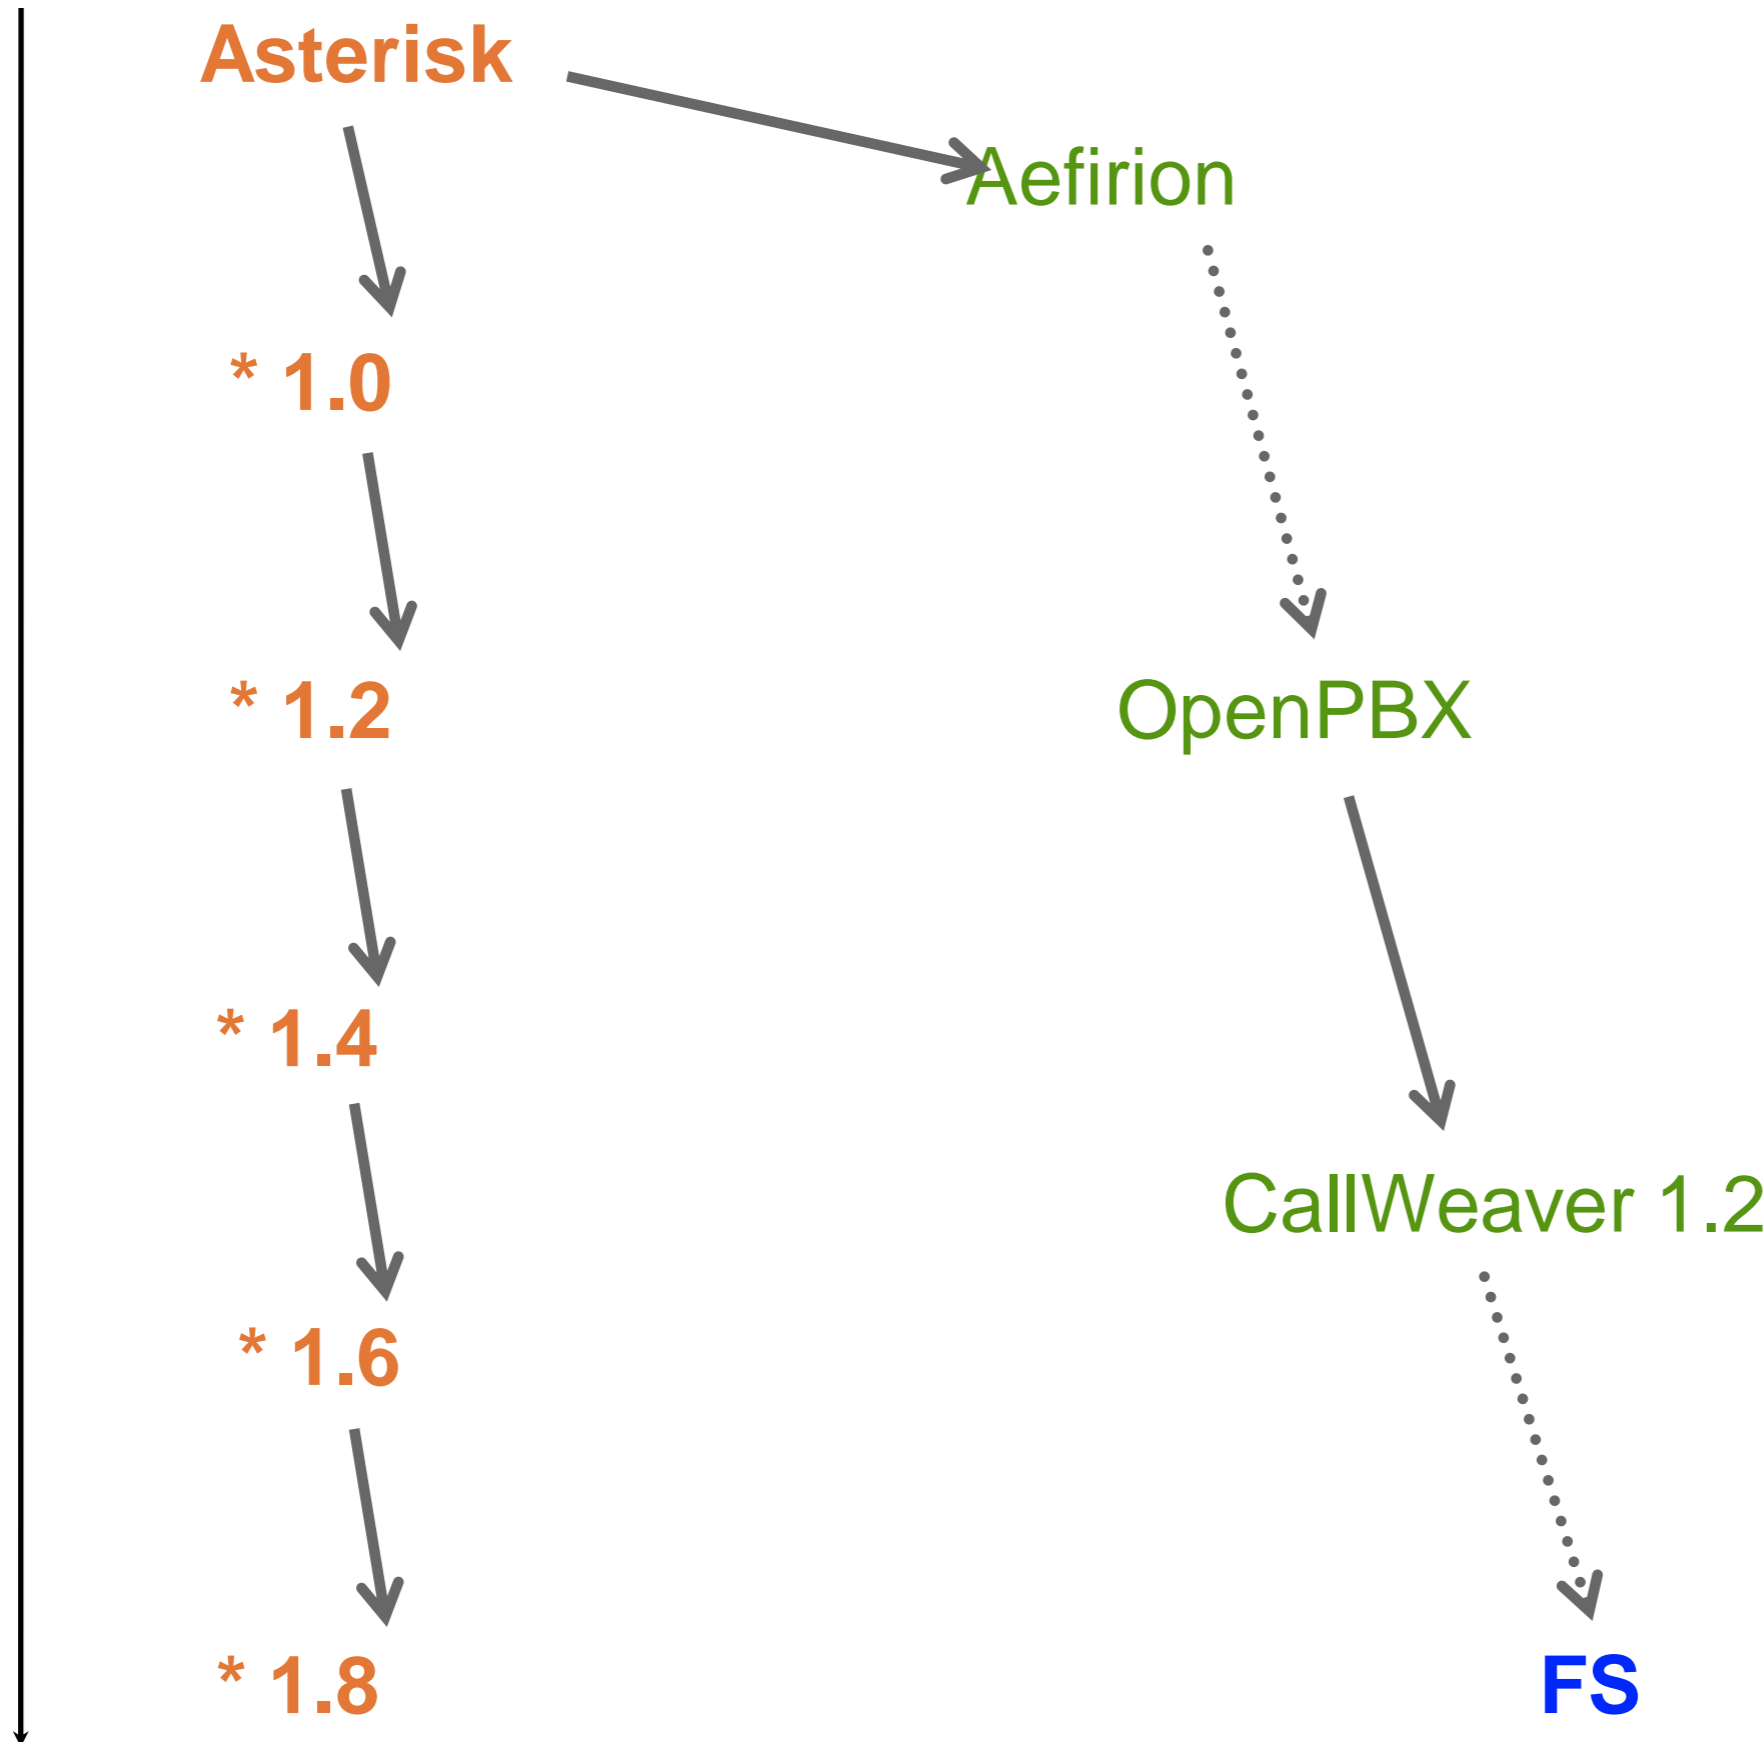 Asterisk
Aefirion
* 1.0
* 1.2
OpenPBX
* 1.4
CallWeaver 1.2
* 1.6
* 1.8
FS